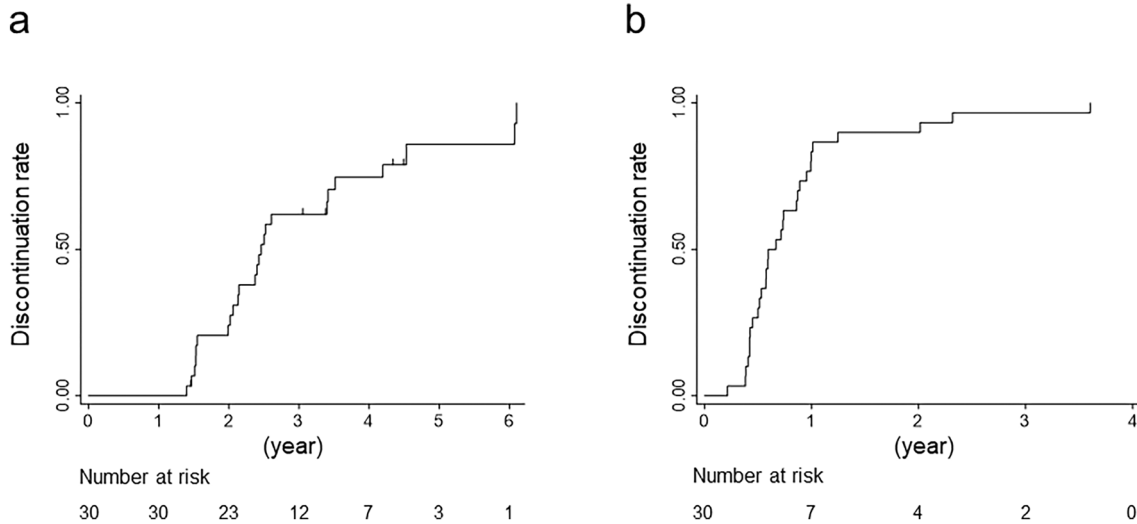 a
Discontinuation rate
1.00
0.50
0.00
0 1 2 3 4 5 6
(year)
Number at risk
30 30 23 12 7 3 1
b
Discontinuation rate
1.00
0.50
0.00
0 1 2 3 4
(year)
Number at risk
30 7 4 2 0